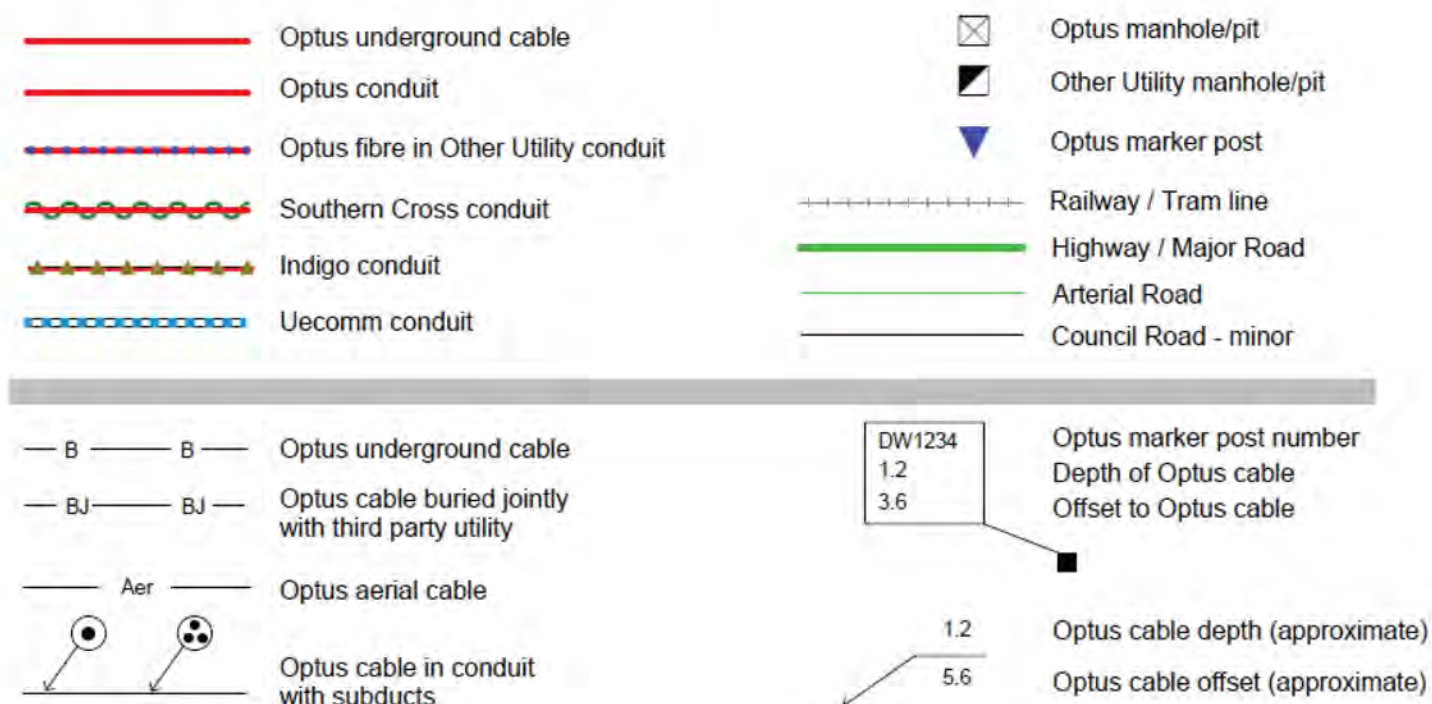 Optus underground cable
Optus conduit
Optus fibre in Other Utility conduit
Southern Cross conduit
Indigo conduit
Uecomm conduit
Optus manhole/pit
Other Utility manhole/pit
Optus marker post
Railway / Tram line
Highway / Major Road
Arterial Road
Council Road - minor
B B Optus underground cable
BJ BJ Optus cable buried jointly
with third party utility
Aer Optus aerial cable
Optus cable in conduit
with subducts
DW1234 Optus marker post number
1.2 Depth of Optus cable
3.6 Offset to Optus cable
1.2 Optus cable depth (approximate)
5.6 Optus cable offset (approximate)